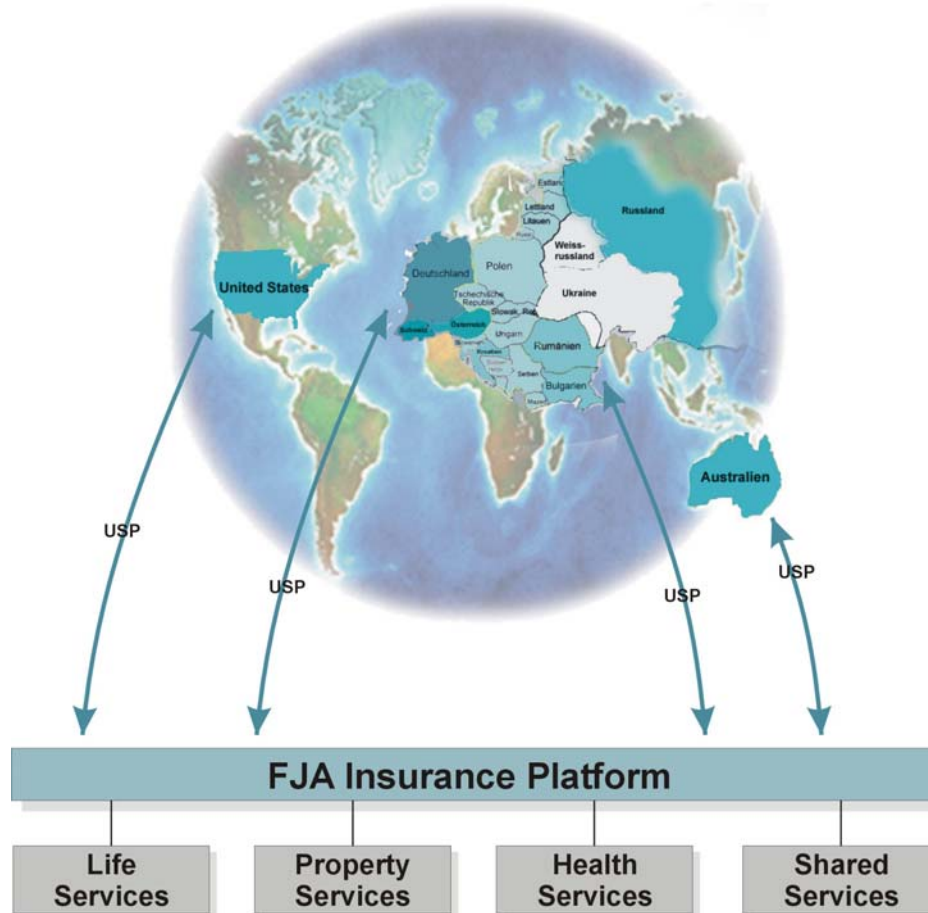 Estland
Lettland
Litauen
Russ.
Russland
Weiss-
russland
Deutschland
Polen
United States
Ukraine
Tschechische
Republik
Slowak. Rep.
Schweiz
Österreich
Ungarn
Rumänien
Slowenien
Kroatien
Serben
Bulgarien
Australien
USP
USP
USP
USP
FJA Insurance Platform
Life
Services
Property
Services
Health
Services
Shared
Services